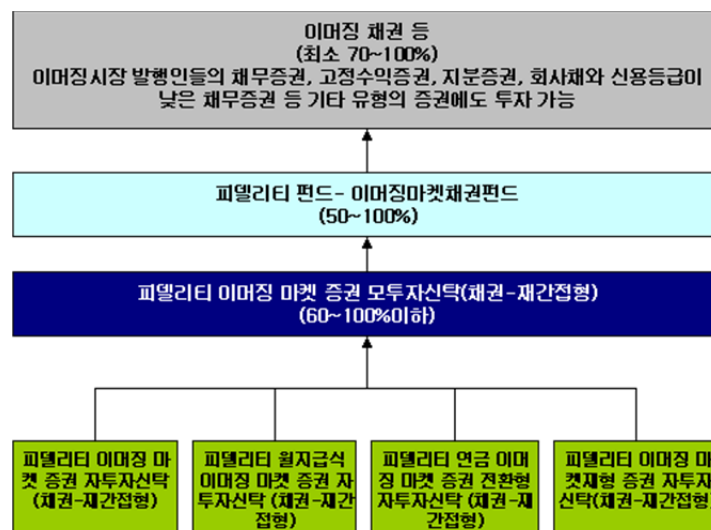 이머징 채권 등
(최소 70~100%)
이머징시장 발행인들의 채무증권, 고정수익증권, 지분증권, 회사채와 신용등급이
낮은 채무증권 등 기타 유형의 증권에도 투자 가능
피델리티 펀드- 이머징마켓채권펀드
(50~100%)
피델리티 이머징 마켓 증권 모투자신탁(채권-재간접형)
(60~100%이하)
피델리티 이머징 마
켓 증권 자투자신탁
(채권-재간접형)
피델리티 월지급식
이머징 마켓 증권 자
투자신탁 (채권-재간
접형)
피델리티 연금 이머
징 마켓 증권 전환형
자투자신탁 (채권-재
간접형)
피델리티 이머징 마
켓재형 증권 자투자
신탁(채권-재간접형)